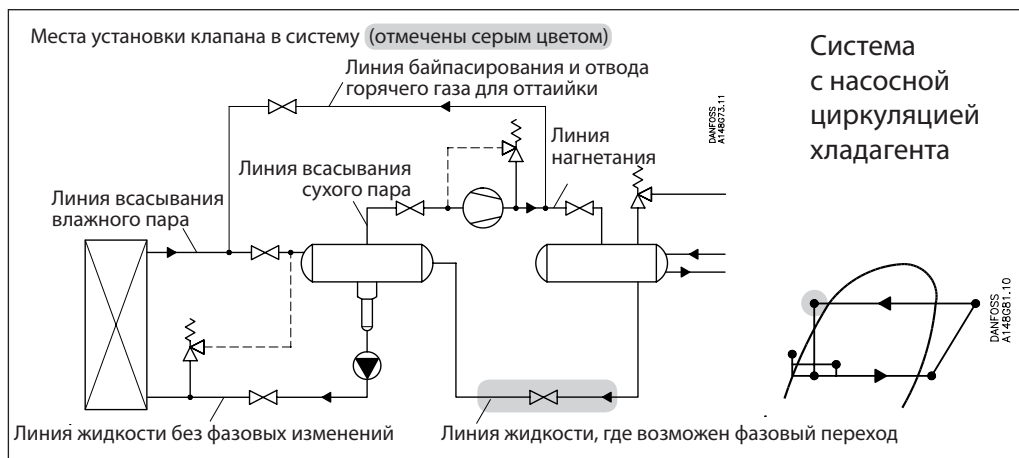 Места установки клапана в систему (отмечены серым цветом)
Линия байпасирования и отвода
горячего газа для оттаийки
Линия
нагнетания
Линия всасывания
сухого пара
Линия всасывания
влажного пара
Линия жидкости без фазовых изменений
Линия жидкости, где возможен фазовый переход
DANFOSS
A148G73.11
Система
с насосной
циркуляцией
хладагента
DANFOSS
A148G81.10